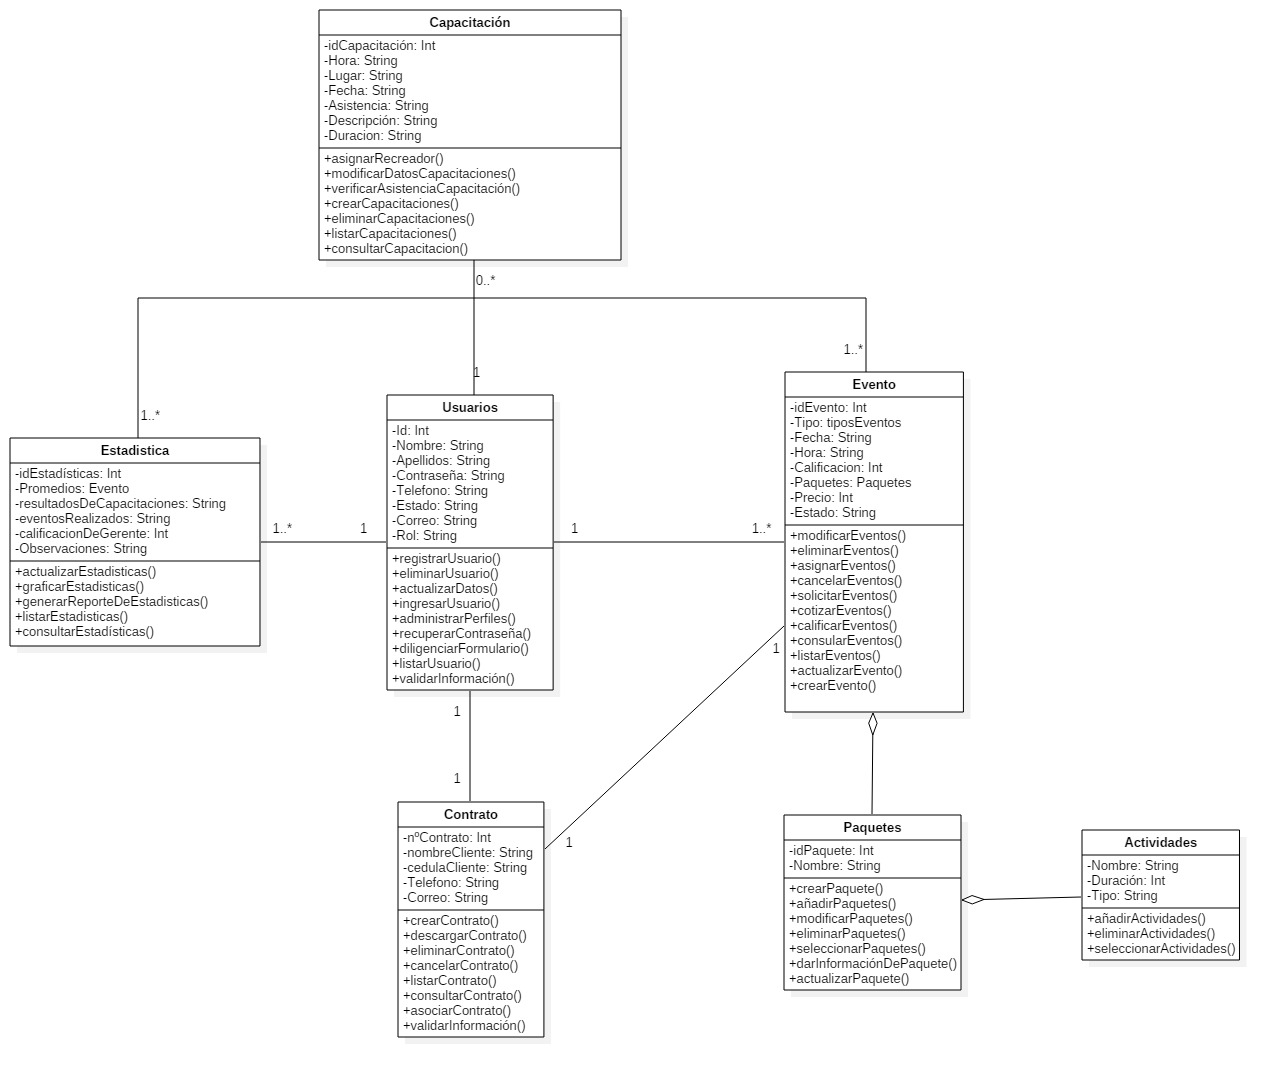 Capacitación
-idCapacitación: Int
-Hora: String
-Lugar: String
-Fecha: String
-Asistencia: String
-Descripción: String
-Duracion: String
+asignarRecreador()
+modificarDatosCapacitaciones()
+verificarAsistenciaCapacitación()
+crearCapacitaciones()
+eliminarCapacitaciones()
+listarCapacitaciones()
+consultarCapacitacion()
0..*
1..*
1
1..*
Estadistica
-idEstadísticas: Int
-Promedios: Evento
-resultadosDeCapacitaciones: String
-eventosRealizados: String
-calificacionDeGerente: Int
-Observaciones: String
+actualizarEstadisticas()
+graficarEstadisticas()
+generarReporteDeEstadisticas()
+listarEstadisticas()
+consultarEstadísticas()
1..*
1
Usuarios
-Id: Int
-Nombre: String
-Apellidos: String
-Contraseña: String
-Telefono: String
-Estado: String
-Correo: String
-Rol: String
+registrarUsuario()
+eliminarUsuario()
+actualizarDatos()
+ingresarUsuario()
+administrarPerfiles()
+recuperarContraseña()
+diligenciarFormulario()
+listarUsuario()
+validarInformación()
1
1..*
Evento
-idEvento: Int
-Tipo: tiposEventos
-Fecha: String
-Hora: String
-Calificacion: Int
-Paquetes: Paquetes
-Precio: Int
-Estado: String
+modificarEventos()
+eliminarEventos()
+asignarEventos()
+cancelarEventos()
+solicitarEventos()
+cotizarEventos()
+calificarEventos()
+consularEventos()
+listarEventos()
+actualizarEvento()
+crearEvento()
1
1
1
1
Contrato
-nºContrato: Int
-nombreCliente: String
-cedulaCliente: String
-Telefono: String
-Correo: String
+crearContrato()
+descargarContrato()
+eliminarContrato()
+cancelarContrato()
+listarContrato()
+consultarContrato()
+asociarContrato()
+validarInformación()
Paquetes
-idPaquete: Int
-Nombre: String
+crearPaquete()
+añadirPaquetes()
+modificarPaquetes()
+eliminarPaquetes()
+seleccionarPaquetes()
+darInformaciónDePaquete()
+actualizarPaquete()
Actividades
-Nombre: String
-Duración: Int
-Tipo: String
+añadirActividades()
+eliminarActividades()
+seleccionarActividades()